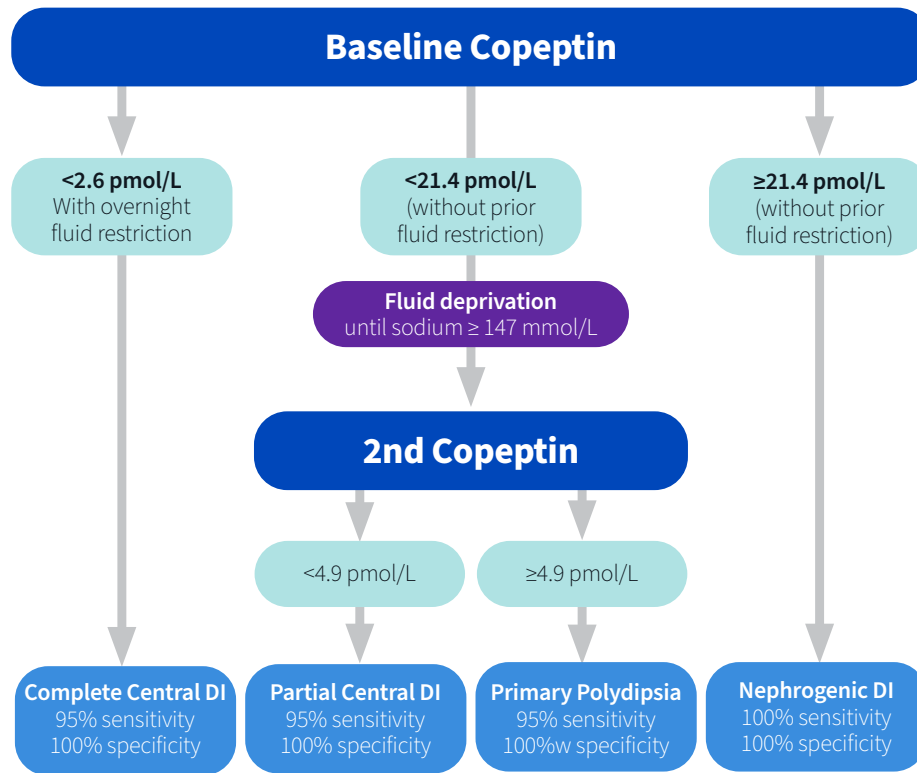 Baseline Copeptin
<2.6 pmol/L
With overnight
fluid restriction
<21.4 pmol/L
(without prior
fluid restriction)
≥21.4 pmol/L
(without prior
fluid restriction)
Fluid deprivation
until sodium ≥ 147 mmol/L
2nd Copeptin
<4.9 pmol/L
≥4.9 pmol/L
Complete Central DI
95% sensitivity
100% specificity
Partial Central DI
95% sensitivity
100% specificity
Primary Polydipsia
95% sensitivity
100%w specificity
Nephrogenic DI
100% sensitivity
100% specificity